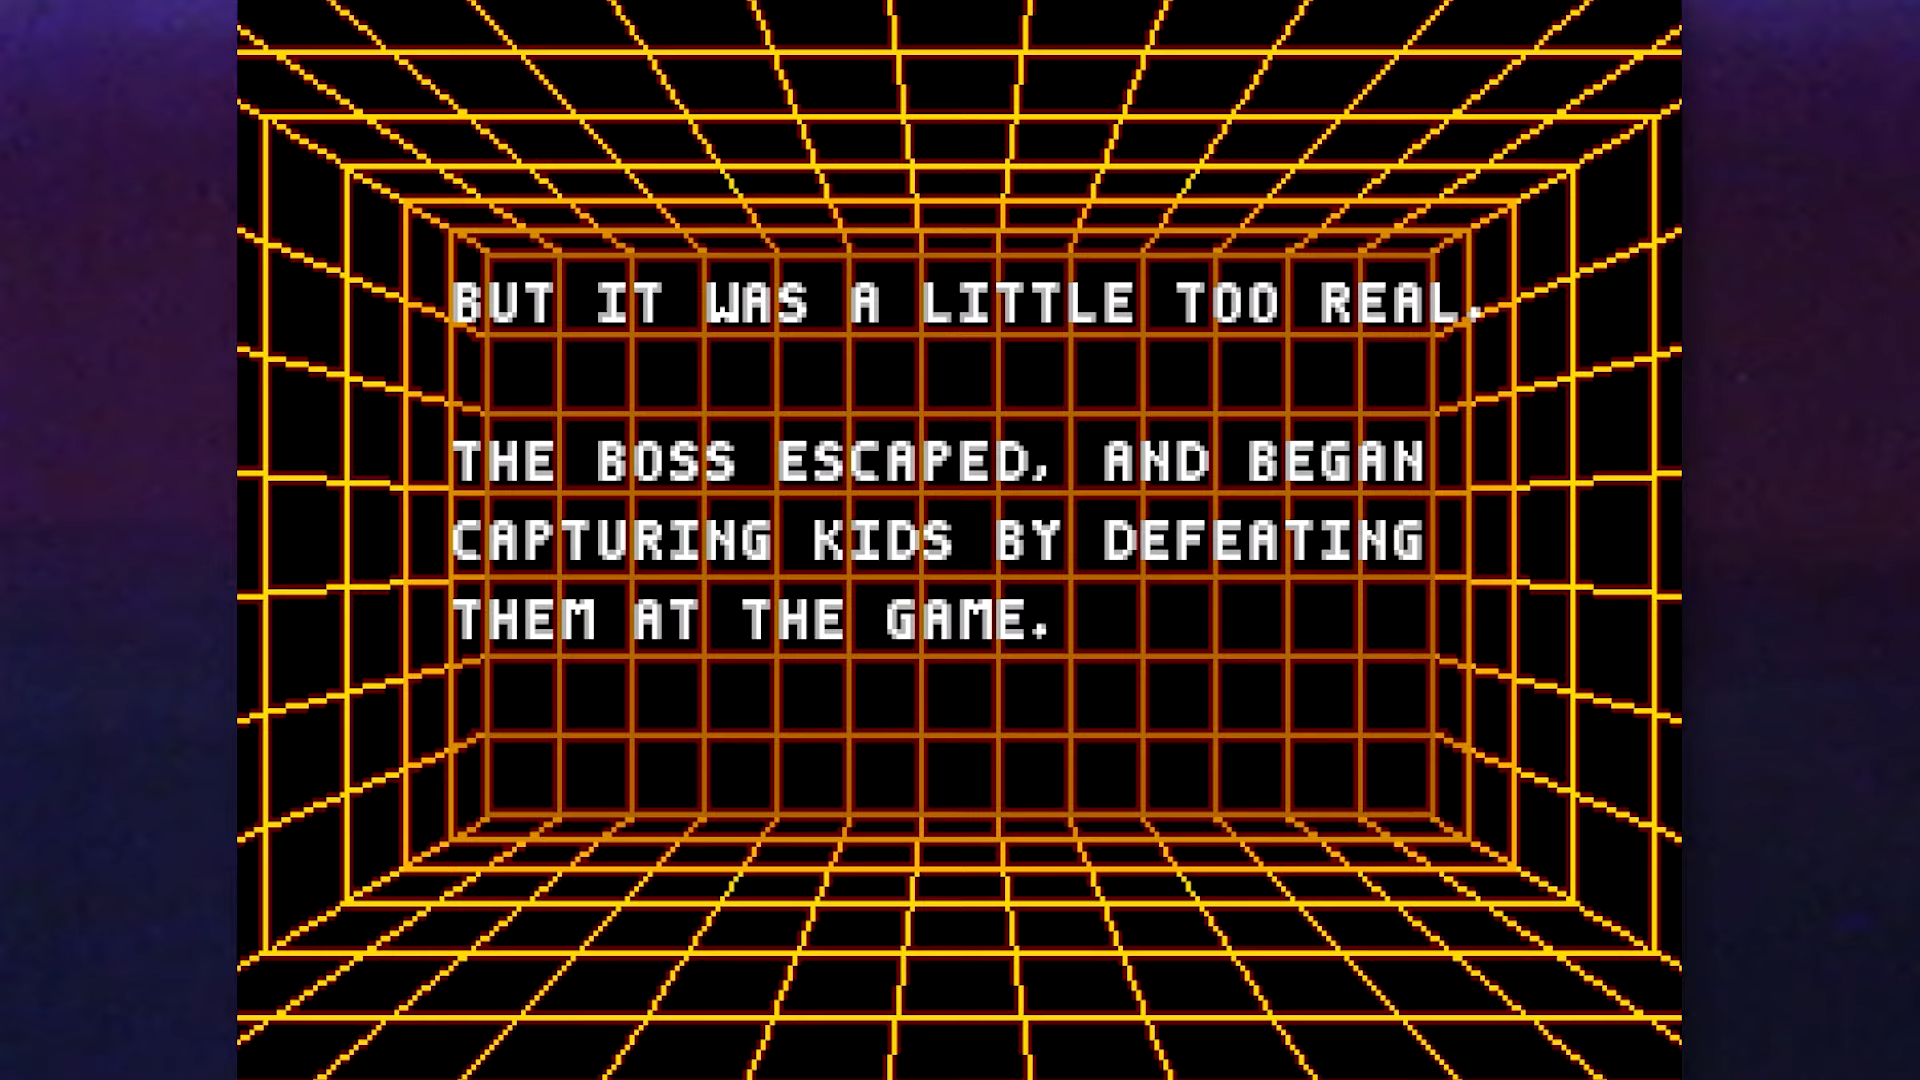 BUT IT WAS A LITTLE TOO REAL.
THE BOSS ESCAPED, AND BEGAN
CAPTURING KIDS BY DEFEATING
THEM AT THE GAME.